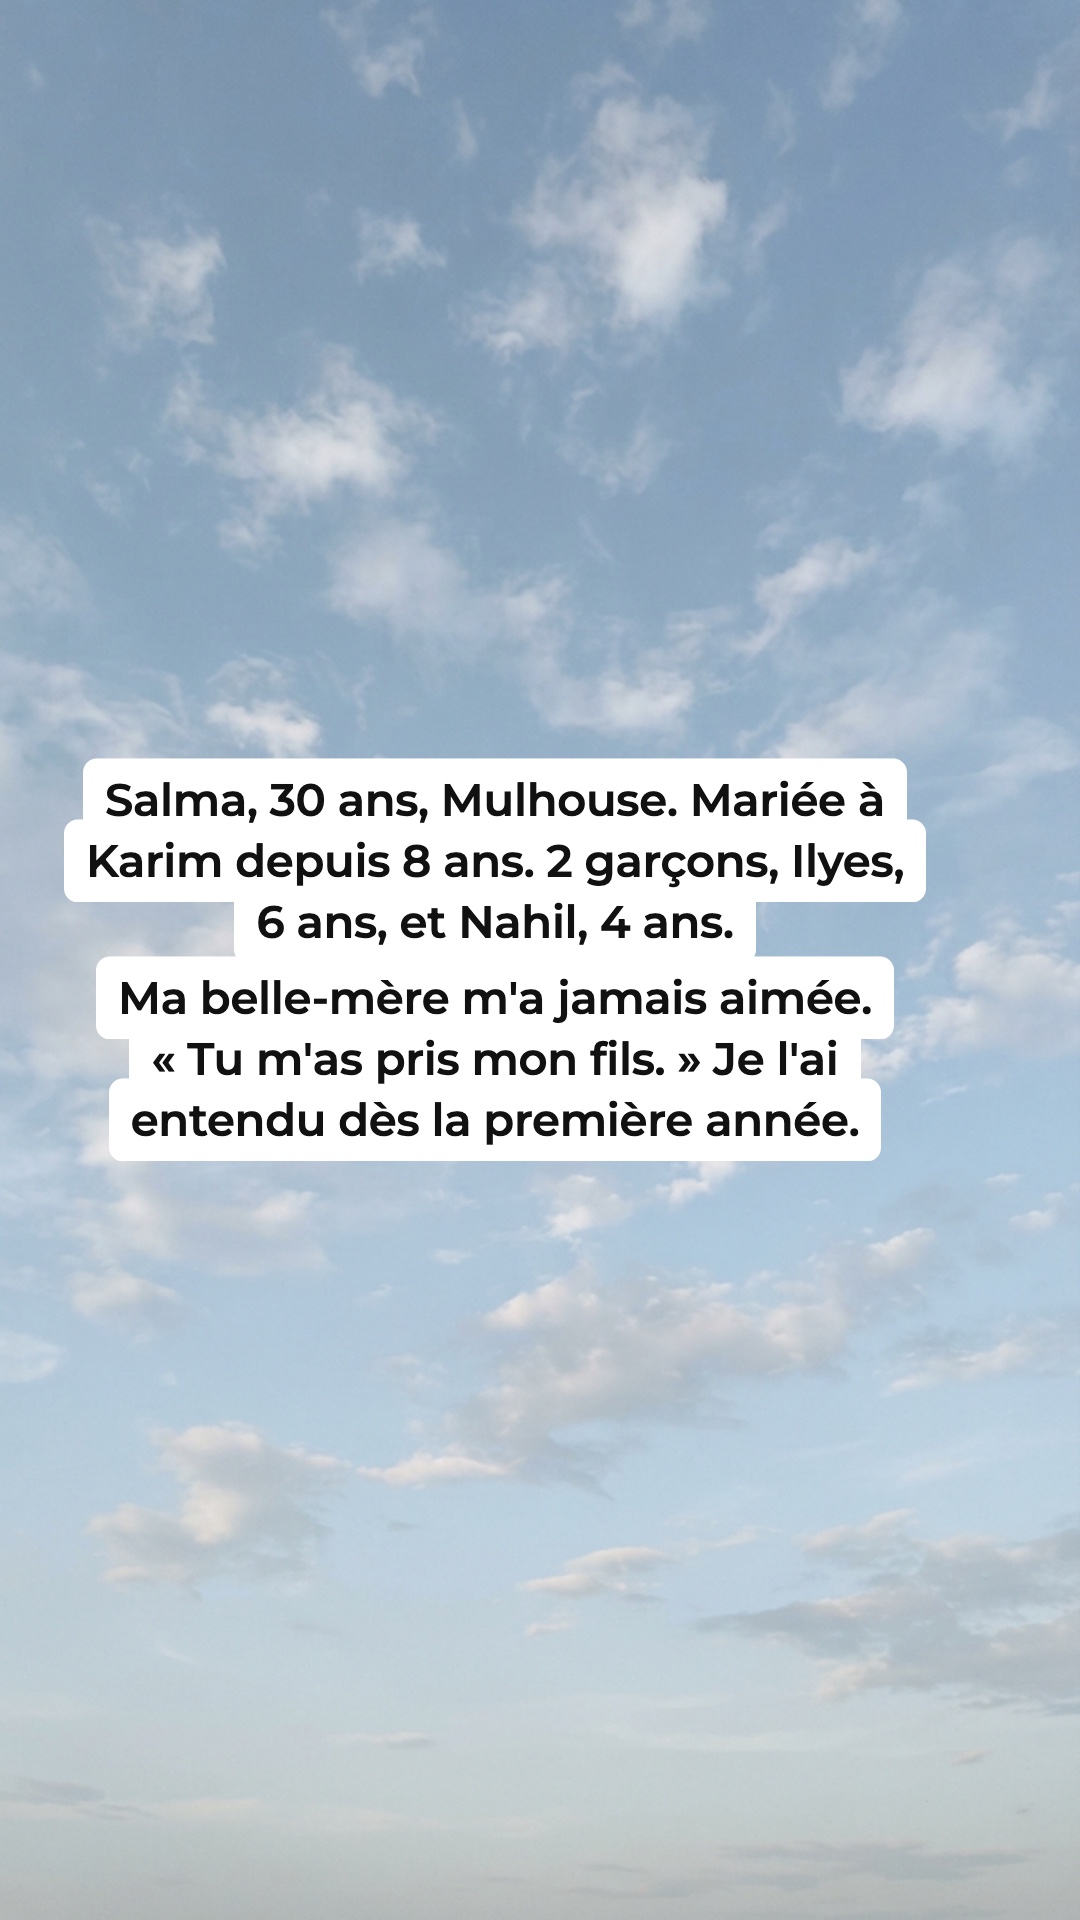 Salma, 30 ans, Mulhouse. Mariée à
Karim depuis 8 ans. 2 garçons, Ilyes,
6 ans, et Nahil, 4 ans.
Ma belle-mère m'a jamais aimée.
« Tu m'as pris mon fils. » Je l'ai
entendu dès la première année.